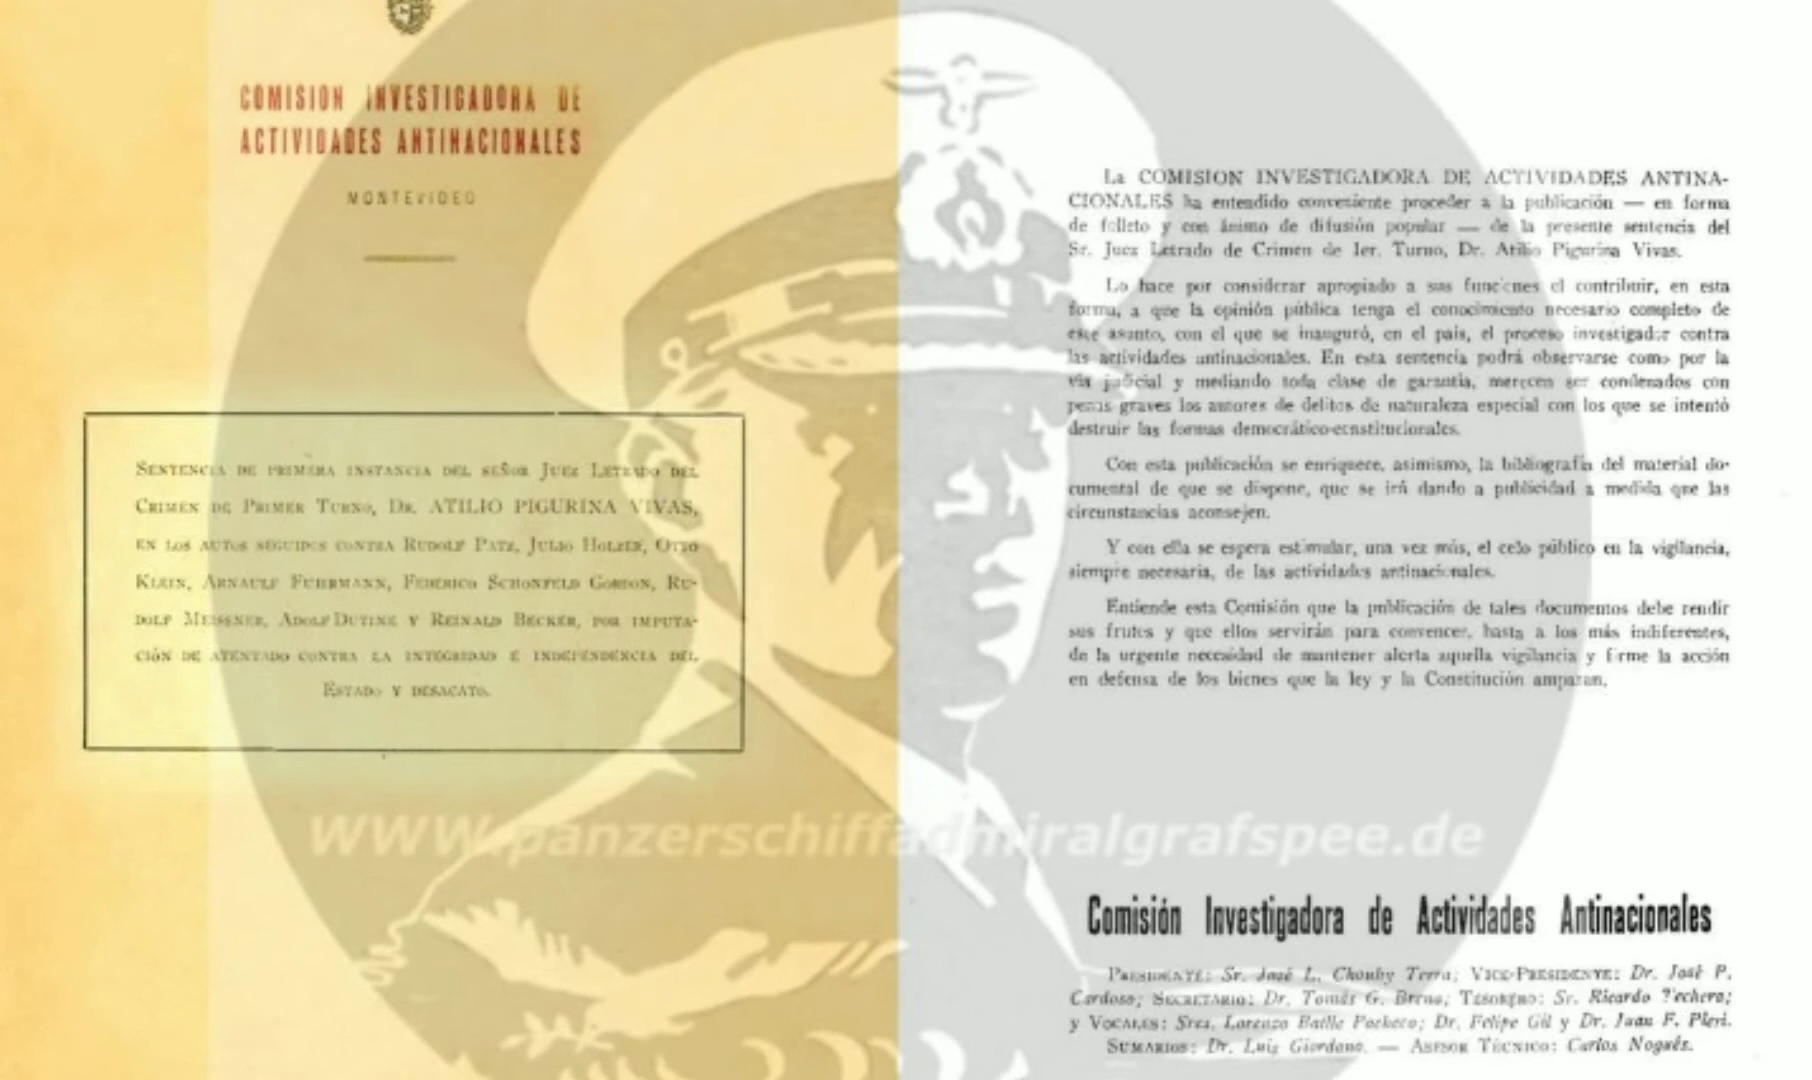 COMISION INVESTIGADORA DE
ACTIVIDADES ANTINACIONALES
MONTEVIDEO
SENTENCIA DE PRIMERA INSTANCIA DEL SEÑOR JUEZ LETRADO DEL
CRIMEN DE PRIMER TURNO, DR. ATILIO PIGURINA VIVAS,
EN LOS AUTOS SEGUIDOS CONTRA RUDOLF PATZ, JULIO HOLZER, OTTO
KLEIN, ARNAULF FUHRMANN, FEDERICO SCHONFELD GORDON, RU-
DOLF MEISSNER, ADOLF DUTINE Y REINALD BECKER, POR IMPUTA-
CIÓN DE ATENTADO CONTRA LA INTEGRIDAD E INDEPENDENCIA DEL
ESTADO Y DESACATO.
La COMISION INVESTIGADORA DE ACTIVIDADES ANTINA-
CIONALES ha entendido conveniente proceder a la publicación — en forma
de folleto y con ánimo de difusión popular — de la presente sentencia del
Sr. Juez Letrado de Crimen de 1er. Turno, Dr. Atilio Pigurina Vivas.
Lo hace por considerar apropiado a sus funciones el contribuir, en esta
forma, a que la opinión pública tenga el conocimiento necesario completo de
este asunto, con el que se inauguró, en el país, el proceso investigador contra
las actividades antinacionales. En esta sentencia podrá observarse como por la
vía judicial y mediando toda clase de garantía, merecen ser condenados con
penas graves los autores de delitos de naturaleza especial con los que se intentó
destruir las formas democrático-constitucionales.
Con esta publicación se enriquece, asimismo, la bibliografía del material do-
cumental de que se dispone, que se irá dando a publicidad a medida que las
circunstancias aconsejen.
Y con ella se espera estimular, una vez más, el celo público en la vigilancia,
siempre necesaria, de las actividades antinacionales.
Entiende esta Comisión que la publicación de tales documentos debe rendir
sus frutos y que ellos servirán para convencer, hasta a los más indiferentes,
de la urgente necesidad de mantener alerta aquella vigilancia y firme la acción
en defensa de los bienes que la ley y la Constitución amparan.
www.panzerschiffadmiralgrafspee.de
Comisión Investigadora de Actividades Antinacionales
PRESIDENTE: Sr. José L. Chouhy Terra; VICE-PRESIDENTE: Dr. José P.
Cardoso; SECRETARIO: Dr. Tomás G. Brena; TESORERO: Sr. Ricardo
y VOCALES: Sres. Lorenzo Batlle Pacheco; Dr. Felipe Gil y Dr. Juan F. Pleri.
SUMARIOS: Dr. Luis Giordano. — ASESOR TÉCNICO: Carlos Nogués.